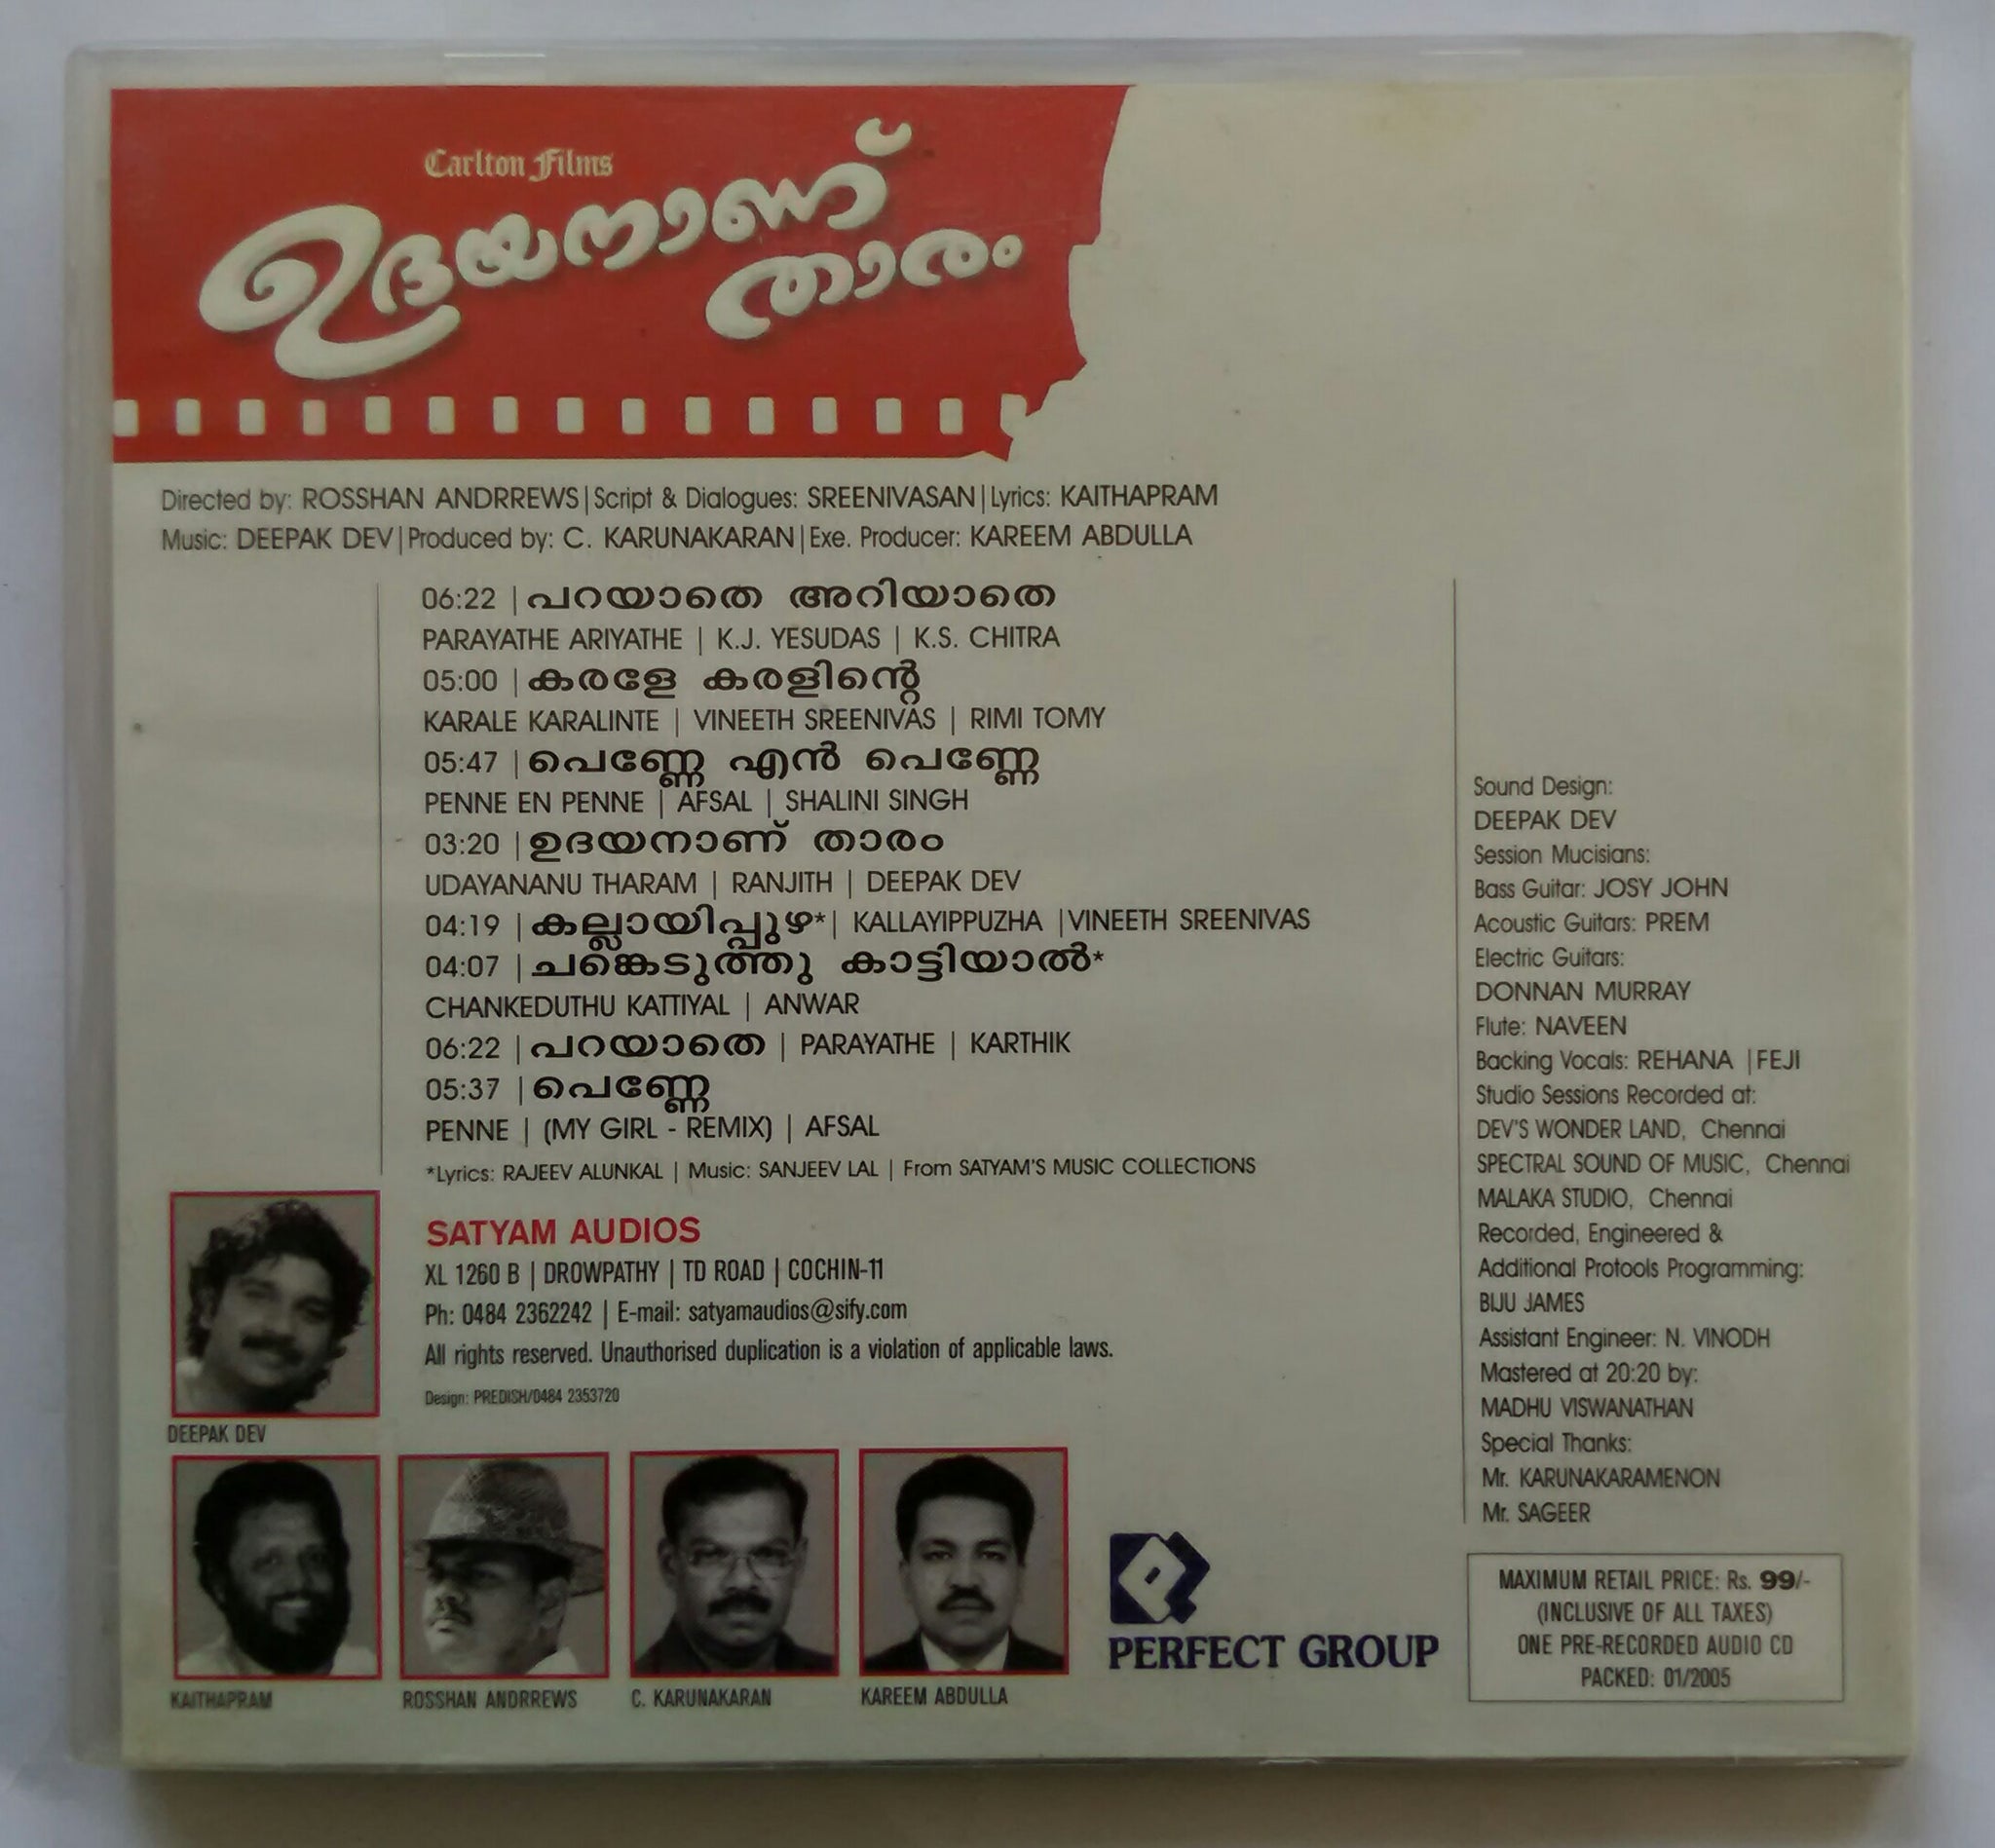 Carlton Films
ഉദയനാണ്
താരം
Directed by: ROSSHAN ANDRREWS|Script & Dialogues: SREENIVASAN|Lyrics: KAITHAPRAM
Music: DEEPAK DEV|Produced by: C. KARUNAKARAN|Exe. Producer: KAREEM ABDULLA
06:22 | പറയാതെ അറിയാതെ
PARAYATHE ARIYATHE | K.J. YESUDAS | K.S. CHITRA
05:00 | കരളേ കരളിന്റെ
KARALE KARALINTE | VINEETH SREENIVAS | RIMI TOMY
05:47 | പെണ്ണേ എൻ പെണ്ണേ
PENNE EN PENNE | AFSAL | SHALINI SINGH
03:20 | ഉദയനാണ് താരം
UDAYANANU THARAM | RANJITH | DEEPAK DEV
04:19 | കല്ലായിപ്പുഴ*| KALLAYIPPUZHA |VINEETH SREENIVAS
04:07 | ചങ്കെടുത്തു കാട്ടിയാൽ*
CHANKEDUTHU KATTIYAL | ANWAR
06:22 | പറയാതെ | PARAYATHE | KARTHIK
05:37 | പെണ്ണേ
PENNE | (MY GIRL - REMIX) | AFSAL
*Lyrics: RAJEEV ALUNKAL | Music: SANJEEV LAL | From SATYAM'S MUSIC COLLECTIONS
SATYAM AUDIOS
XL 1260 B | DROWPATHY | TD ROAD | COCHIN-11
Ph: 0484 2362242 | E-mail: satyamaudios@sify.com
All rights reserved. Unauthorised duplication is a violation of applicable laws.
Design: PREDISH/0484 2353720
DEEPAK DEV
KAITHAPRAM
ROSSHAN ANDRREWS
C. KARUNAKARAN
KAREEM ABDULLA
PERFECT GROUP
Sound Design:
DEEPAK DEV
Session Mucisians:
Bass Guitar: JOSY JOHN
Acoustic Guitars: PREM
Electric Guitars:
DONNAN MURRAY
Flute: NAVEEN
Backing Vocals: REHANA |FEJI
Studio Sessions Recorded at:
DEV'S WONDER LAND, Chennai
SPECTRAL SOUND OF MUSIC, Chennai
MALAKA STUDIO, Chennai
Recorded, Engineered &
Additional Protools Programming:
BIJU JAMES
Assistant Engineer: N. VINODH
Mastered at 20:20 by:
MADHU VISWANATHAN
Special Thanks:
Mr. KARUNAKARAMENON
Mr. SAGEER
MAXIMUM RETAIL PRICE: Rs. 99/-
(INCLUSIVE OF ALL TAXES)
ONE PRE-RECORDED AUDIO CD
PACKED: 01/2005